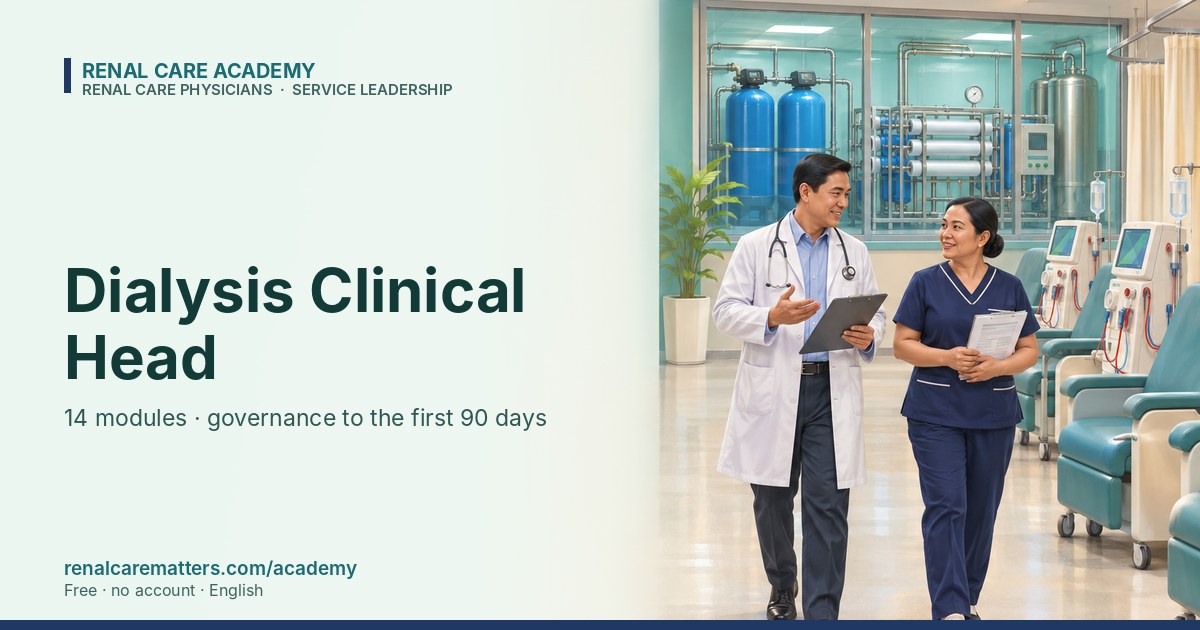 RENAL CARE ACADEMY
RENAL CARE PHYSICIANS · SERVICE LEADERSHIP
Dialysis Clinical
Head
14 modules · governance to the first 90 days
renalcarematters.com/academy
Free · no account · English